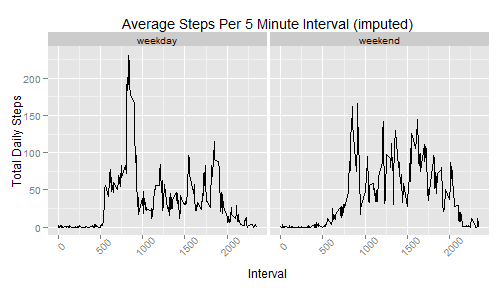 Average Steps Per 5 Minute Interval (imputed)
weekday weekend
Total Daily Steps
200
150
100
50
0
0 500 1000 1500 2000 0 500 1000 1500 2000
Interval